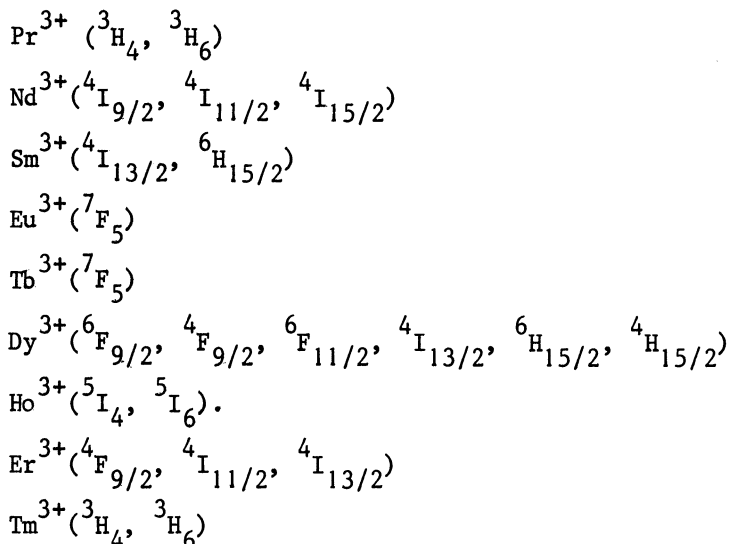 Pr³⁺ (³H₄, ³H₆)
Nd³⁺(⁴I₉/₂, ⁴I₁₁/₂, ⁴I₁₅/₂)
Sm³⁺(⁴I₁₃/₂, ⁶H₁₅/₂)
Eu³⁺(⁷F₅)
Tb³⁺(⁷F₅)
Dy³⁺(⁶F₉/₂, ⁴F₉/₂, ⁶F₁₁/₂, ⁴I₁₃/₂, ⁶H₁₅/₂, ⁴H₁₅/₂)
Ho³⁺(⁵I₄, ⁵I₆).
Er³⁺(⁴F₉/₂, ⁴I₁₁/₂, ⁴I₁₃/₂)
Tm³⁺(³H₄, ³H₆)